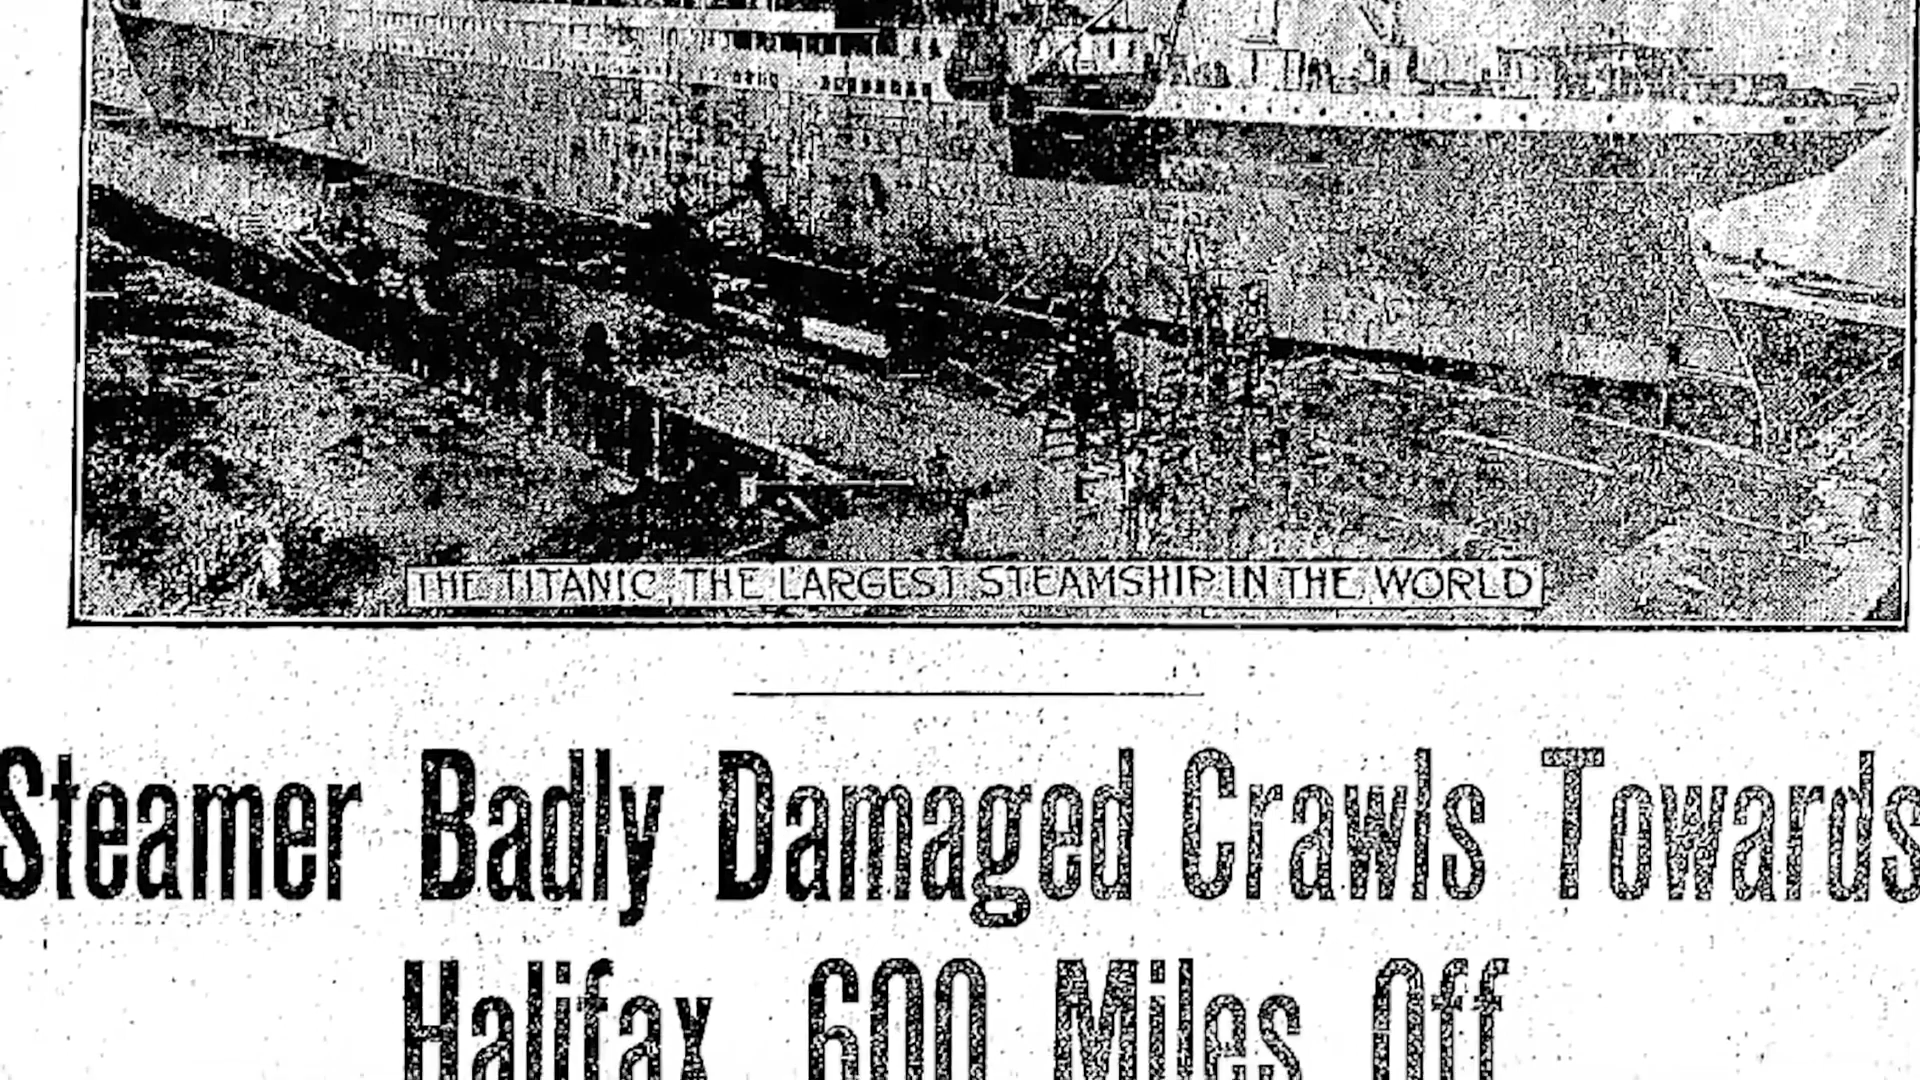 THE TITANIC, THE LARGEST STEAMSHIP IN THE WORLD
Steamer Badly Damaged Crawls Towards
Halifax, 600 Miles Off